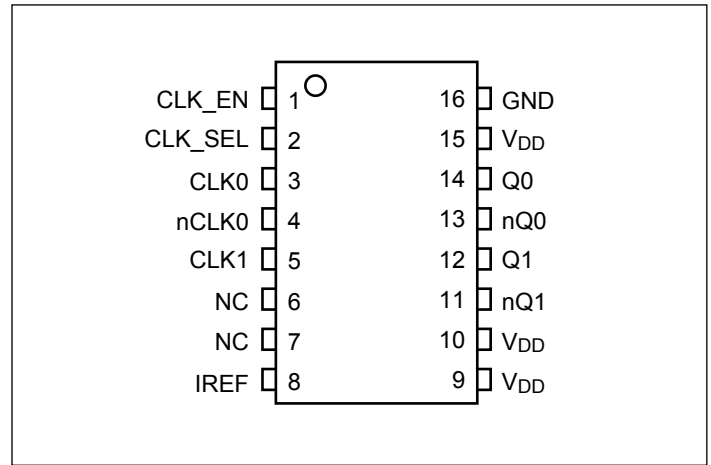 CLK_EN 1 16 GND
CLK_SEL 2 15 VDD
CLK0 3 14 Q0
nCLK0 4 13 nQ0
CLK1 5 12 Q1
NC 6 11 nQ1
NC 7 10 VDD
IREF 8 9 VDD